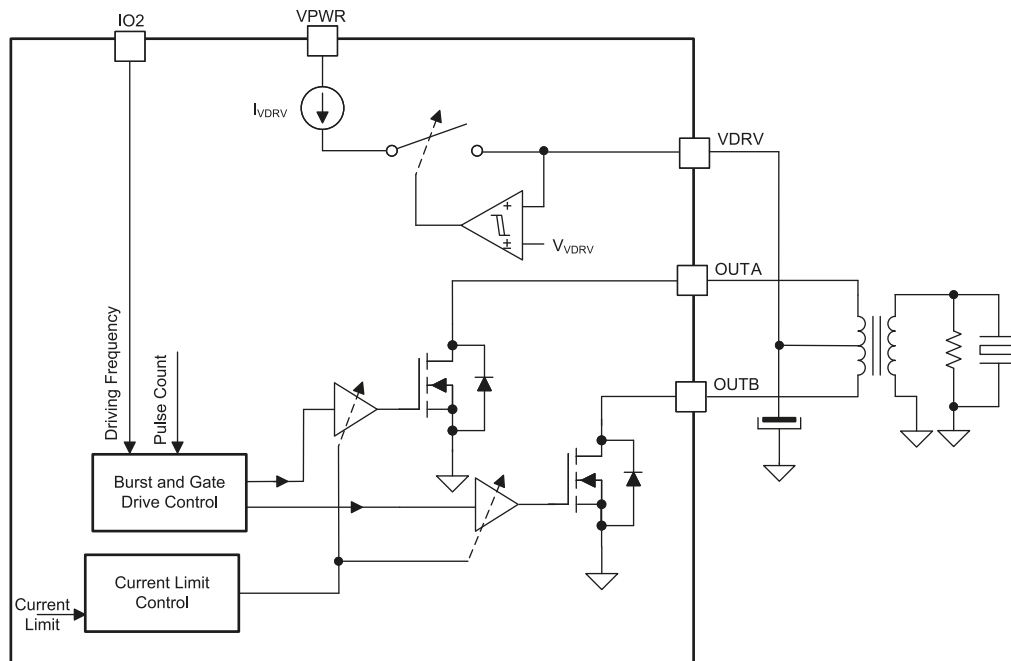 IO2
VPWR
IVDRV
VDRV
+
±
VVDRV
OUTA
OUTB
Driving Frequency
Pulse Count
Burst and Gate
Drive Control
Current Limit
Control
Current
Limit